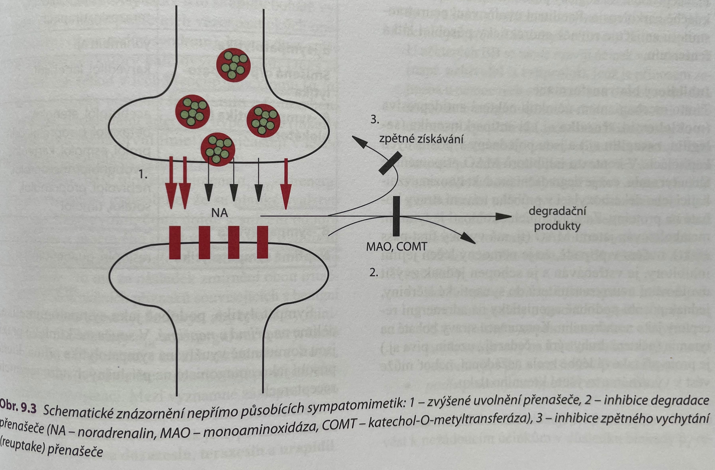 3.
zpětné získávání
1.
NA
degradační
produkty
MAO, COMT
2.
Obr. 9.3 Schematické znázornění nepřímo působících sympatomimetik: 1 – zvýšené uvolnění přenašeče, 2 – inhibice degradace
přenašeče (NA – noradrenalin, MAO – monoaminoxidáza, COMT – katechol-O-metyltransferáza), 3 – inhibice zpětného vychytání
(reuptake) přenašeče